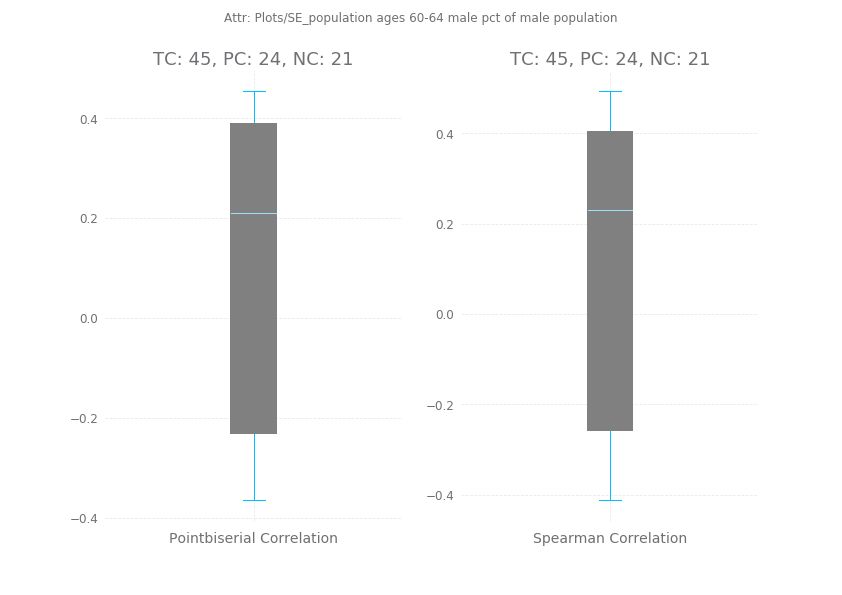 Attr: Plots/SE_population ages 60-64 male pct of male population
TC: 45, PC: 24, NC: 21
0.4
0.2
0.0
−0.2
−0.4
Pointbiserial Correlation
TC: 45, PC: 24, NC: 21
0.4
0.2
0.0
−0.2
−0.4
Spearman Correlation